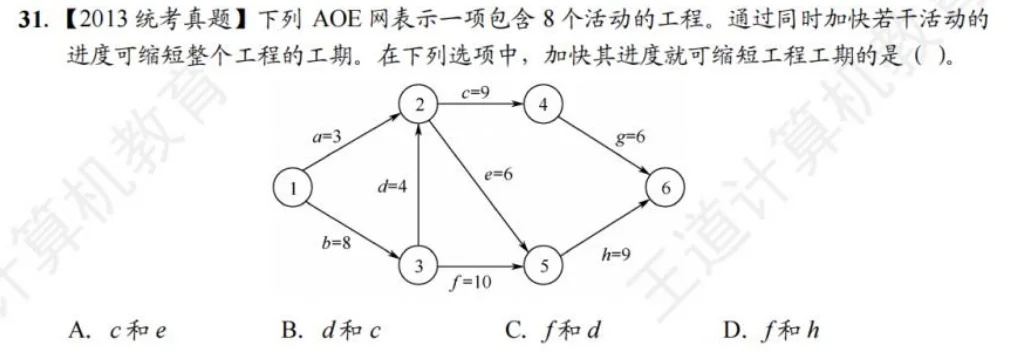 31.【2013 统考真题】下列 AOE 网表示一项包含 8 个活动的工程。通过同时加快若干活动的
进度可缩短整个工程的工期。在下列选项中，加快其进度就可缩短工程工期的是（ ）。
2 c=9 4
a=3 g=6
1 d=4 e=6 6
b=8 h=9
3 f=10 5
A. c 和 e B. d 和 c C. f 和 d D. f 和 h
计算机教育
王道计算机教